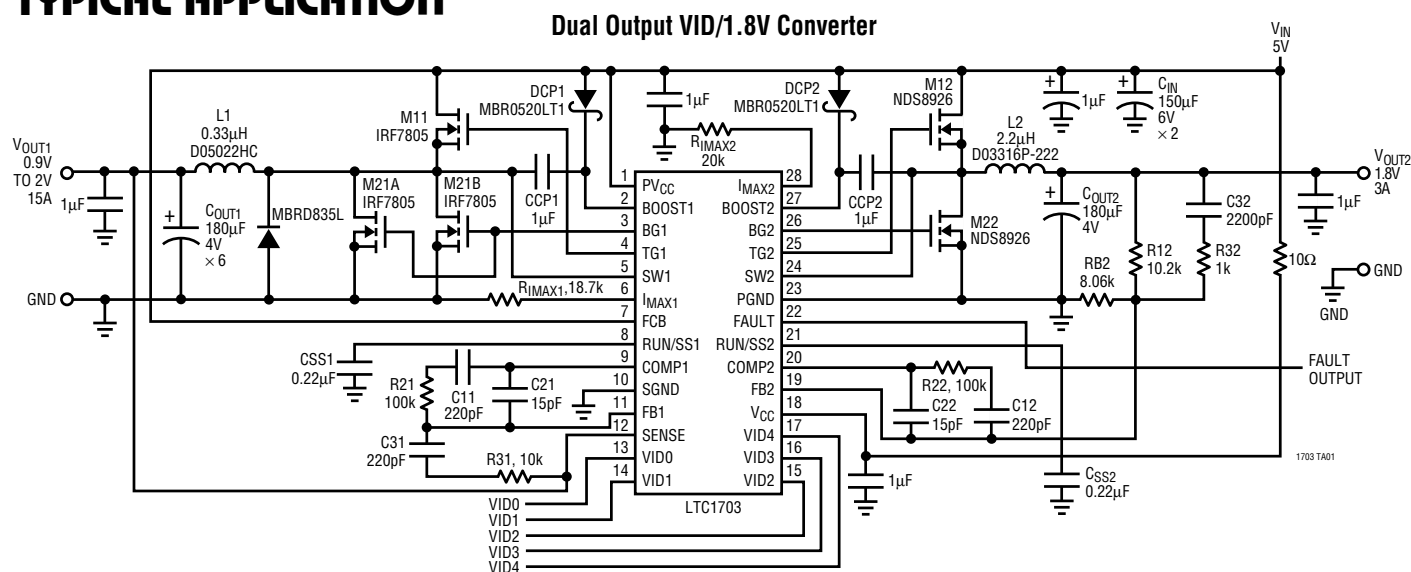 TYPICAL APPLICATION
Dual Output VID/1.8V Converter
VIN
5V
DCP1
MBR0520LT1
1µF
DCP2
MBR0520LT1
M12
NDS8926
1µF
CIN
150µF
6V
× 2
M11
IRF7805
L1
0.33µH
D05022HC
RIMAX2
20k
L2
2.2µH
D03316P-222
VOUT1
0.9V
TO 2V
15A
1µF
COUT1
180µF
4V
× 6
MBRD835L
M21A
IRF7805
M21B
IRF7805
CCP1
1µF
CCP2
1µF
M22
NDS8926
COUT2
180µF
4V
C32
2200pF
R12
10.2k
R32
1k
RB2
8.06k
1µF
10Ω
VOUT2
1.8V
3A
GND
GND
GND
RIMAX1, 18.7k
1 PVCC
2 BOOST1
3 BG1
4 TG1
5 SW1
6 IMAX1
7 FCB
8 RUN/SS1
9 COMP1
10 SGND
11 FB1
12 SENSE
13 VID0
14 VID1
IMAX2 28
BOOST2 27
BG2 26
TG2 25
SW2 24
PGND 23
FAULT 22
RUN/SS2 21
COMP2 20
FB2 19
VCC 18
VID4 17
VID3 16
VID2 15
LTC1703
CSS1
0.22µF
R21
100k
C11
220pF
C21
15pF
C31
220pF
R31, 10k
R22, 100k
C22
15pF
C12
220pF
FAULT
OUTPUT
1µF
CSS2
0.22µF
1703 TA01
VID0
VID1
VID2
VID3
VID4